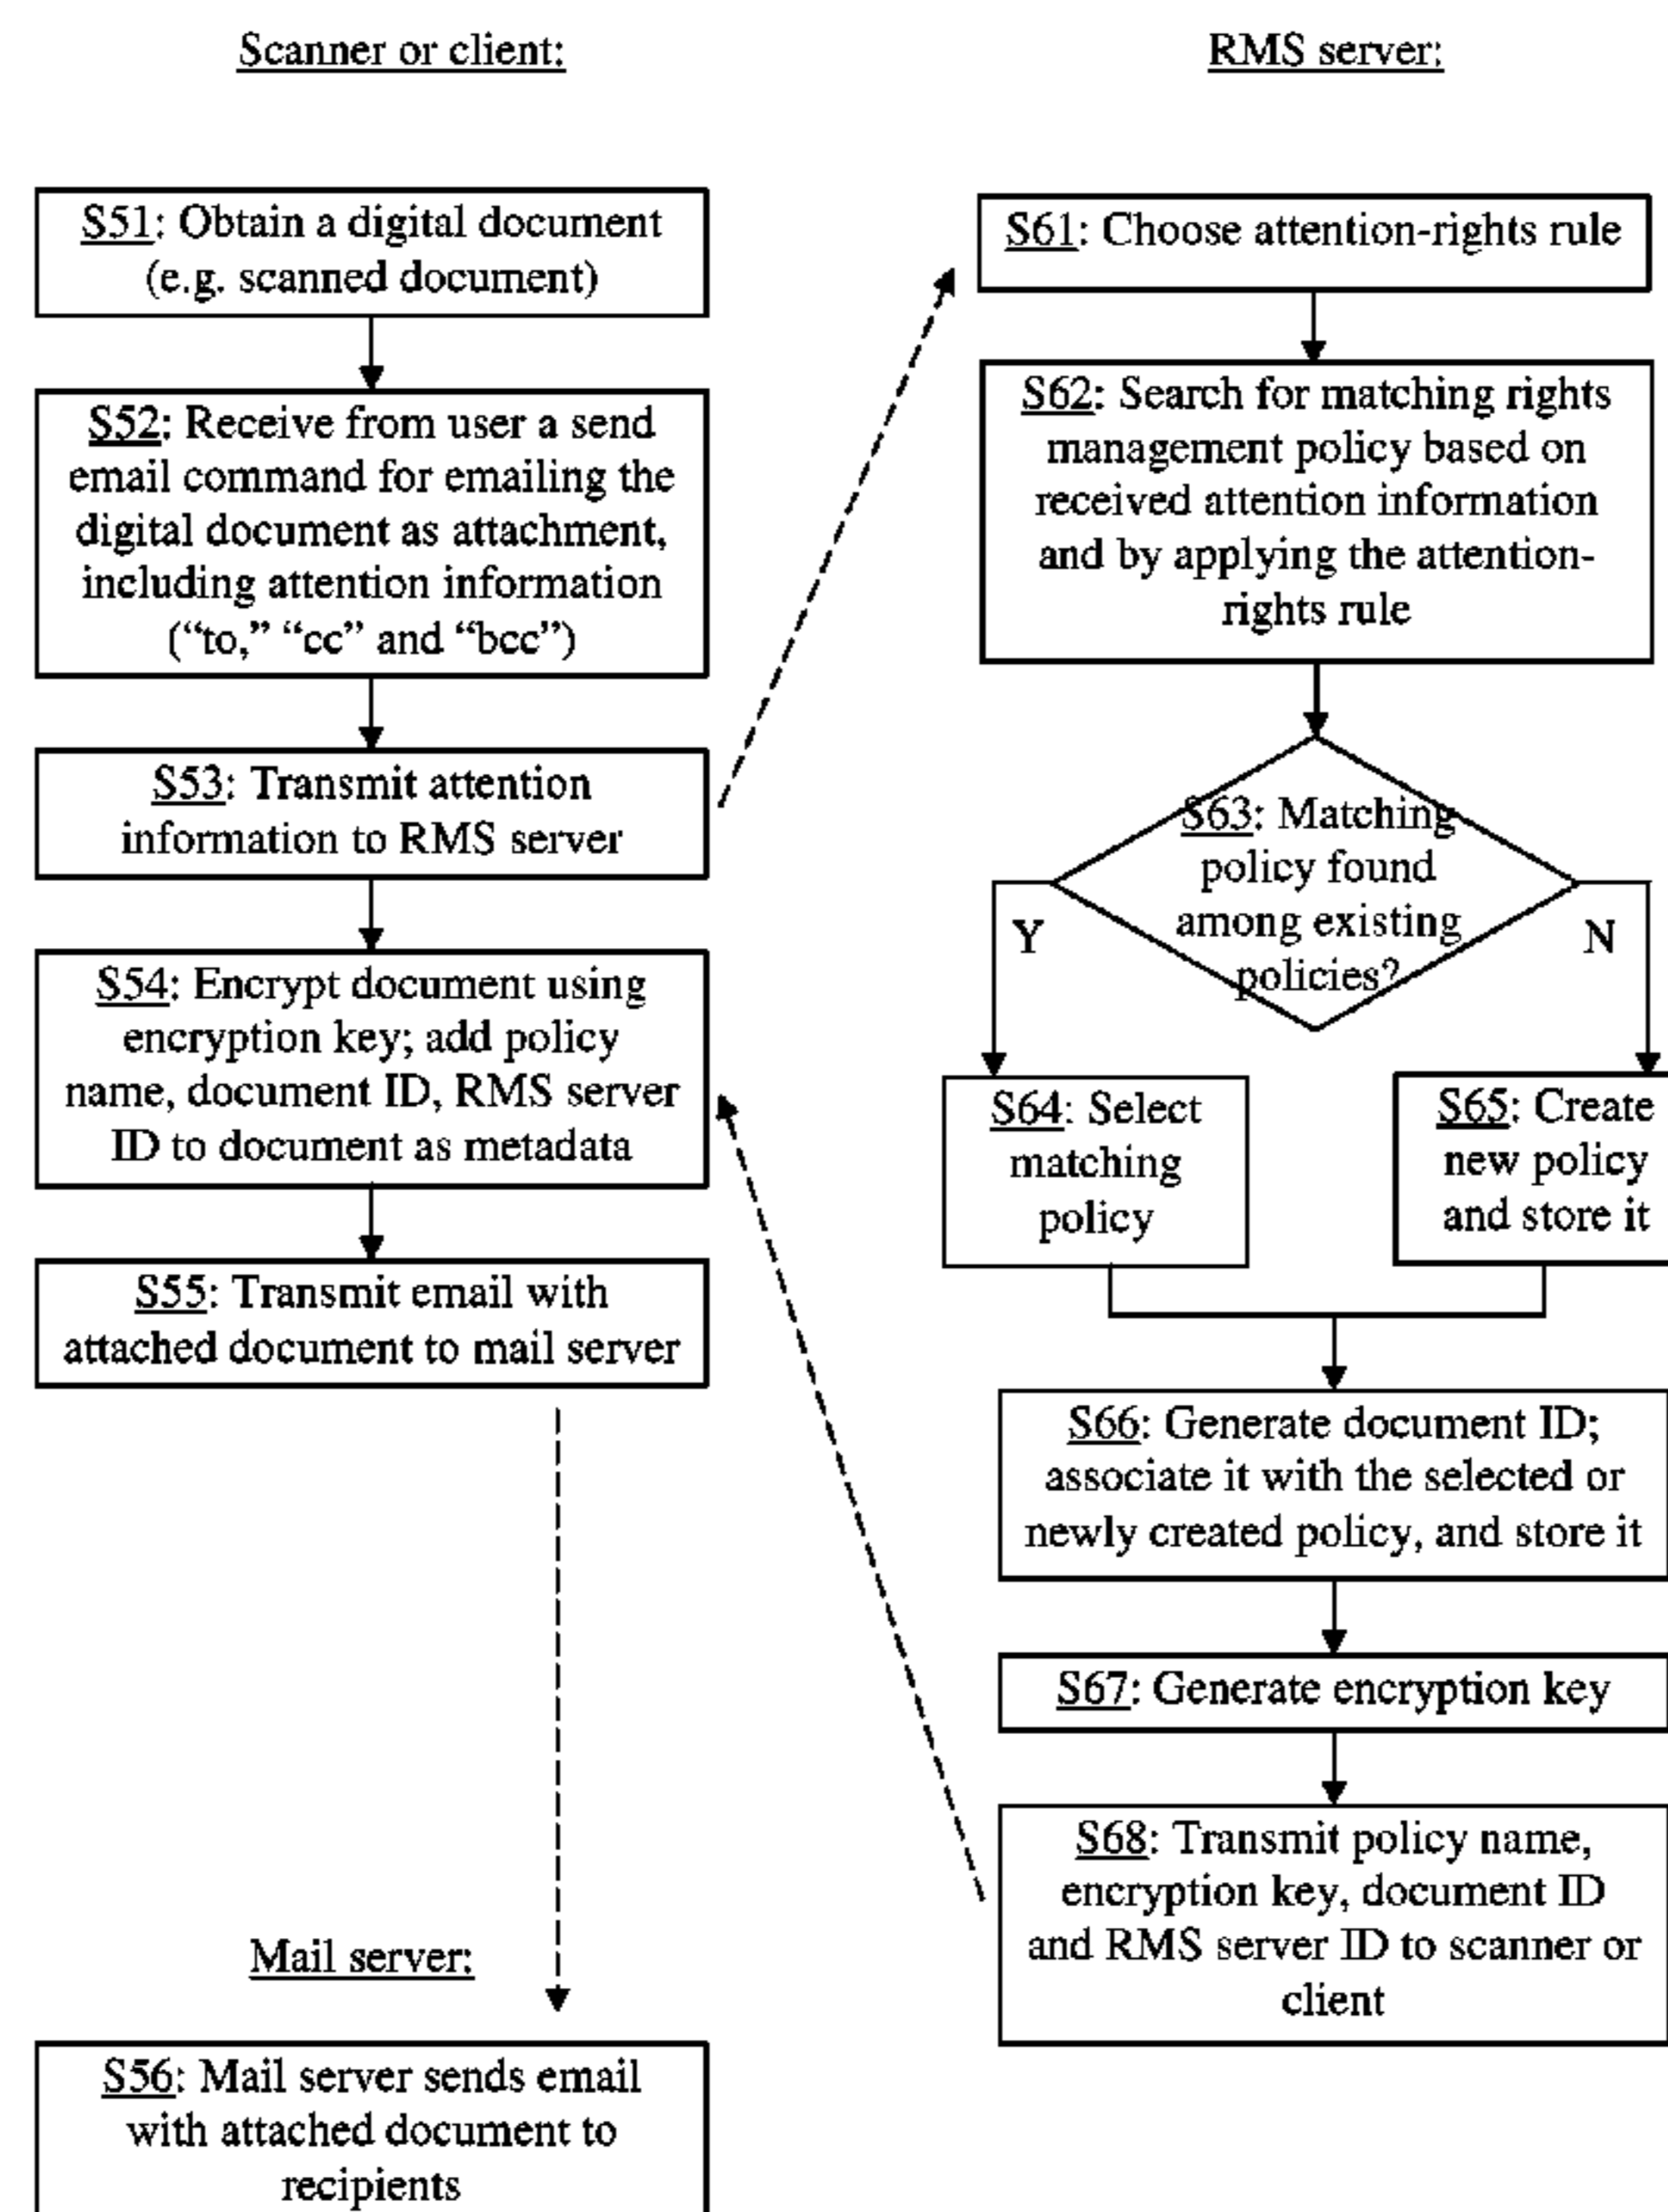 Scanner or client:
S51: Obtain a digital document
(e.g. scanned document)
S52: Receive from user a send
email command for emailing the
digital document as attachment,
including attention information
(“to,” “cc” and “bcc”)
S53: Transmit attention
information to RMS server
S54: Encrypt document using
encryption key; add policy
name, document ID, RMS server
ID to document as metadata
S55: Transmit email with
attached document to mail server
Mail server:
S56: Mail server sends email
with attached document to
recipients
RMS server:
S61: Choose attention-rights rule
S62: Search for matching rights
management policy based on
received attention information
and by applying the attention-
rights rule
S63: Matching
policy found
among existing
policies?
Y
N
S64: Select
matching
policy
S65: Create
new policy
and store it
S66: Generate document ID;
associate it with the selected or
newly created policy, and store it
S67: Generate encryption key
S68: Transmit policy name,
encryption key, document ID
and RMS server ID to scanner or
client